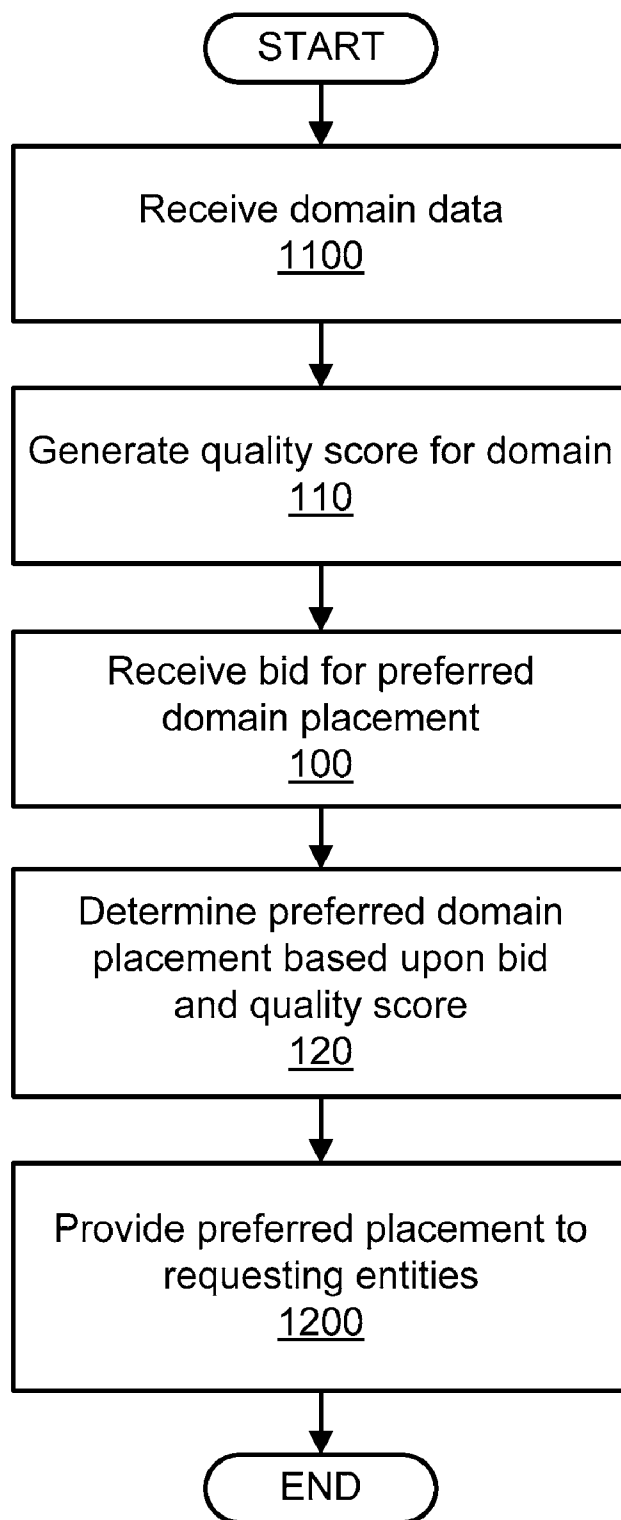 START
Receive domain data
1100
Generate quality score for domain
110
Receive bid for preferred
domain placement
100
Determine preferred domain
placement based upon bid
and quality score
120
Provide preferred placement to
requesting entities
1200
END